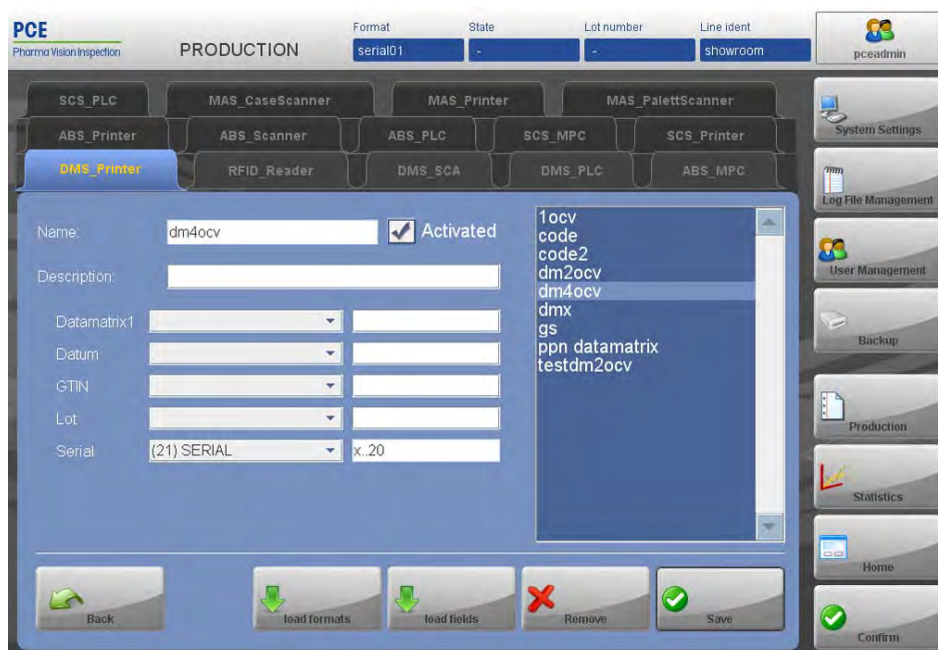 PCE
Pharma Vision Inspection
PRODUCTION
Format
State
Lot number
Line ident
serial01
-
-
showroom
pceadmin
SCS_PLC
MAS_CaseScanner
MAS_Printer
MAS_PalettScanner
ABS_Printer
ABS_Scanner
ABS_PLC
SCS_MPC
SCS_Printer
DMS_Printer
RFID_Reader
DMS_SCA
DMS_PLC
ABS_MPC
Name:
dm4ocv
Activated
Description:
Datamatrix1
Datum
GTIN
Lot
Serial
(21) SERIAL
x..20
1ocv
code
code2
dm2ocv
dm4ocv
dmx
gs
ppn datamatrix
testdm2ocv
Back
load formats
load fields
Remove
Save
System Settings
Log File Management
User Management
Backup
Production
Statistics
Home
Confirm